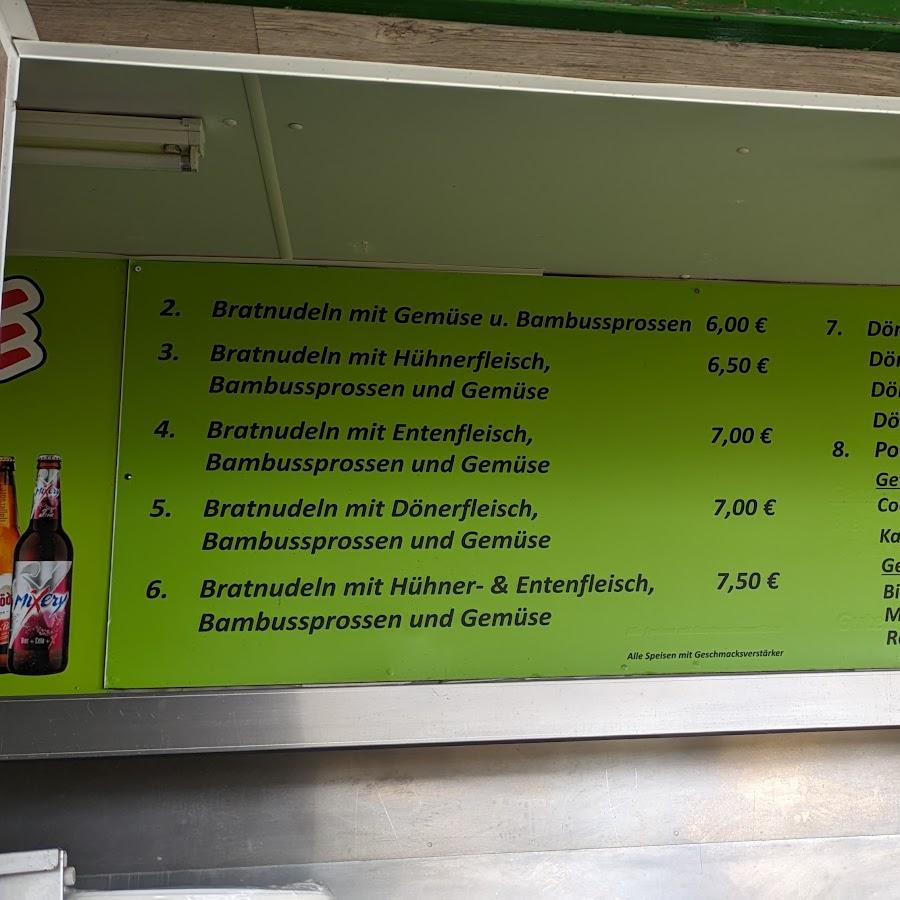 2. Bratnudeln mit Gemüse u. Bambussprossen 6,00 €
3. Bratnudeln mit Hühnerfleisch, 6,50 €
Bambussprossen und Gemüse
4. Bratnudeln mit Entenfleisch, 7,00 €
Bambussprossen und Gemüse
5. Bratnudeln mit Dönerfleisch, 7,00 €
Bambussprossen und Gemüse
6. Bratnudeln mit Hühner- & Entenfleisch, 7,50 €
Bambussprossen und Gemüse
Alle Speisen mit Geschmacksverstärker
7.
8.
MiXery
Bier + Cola +